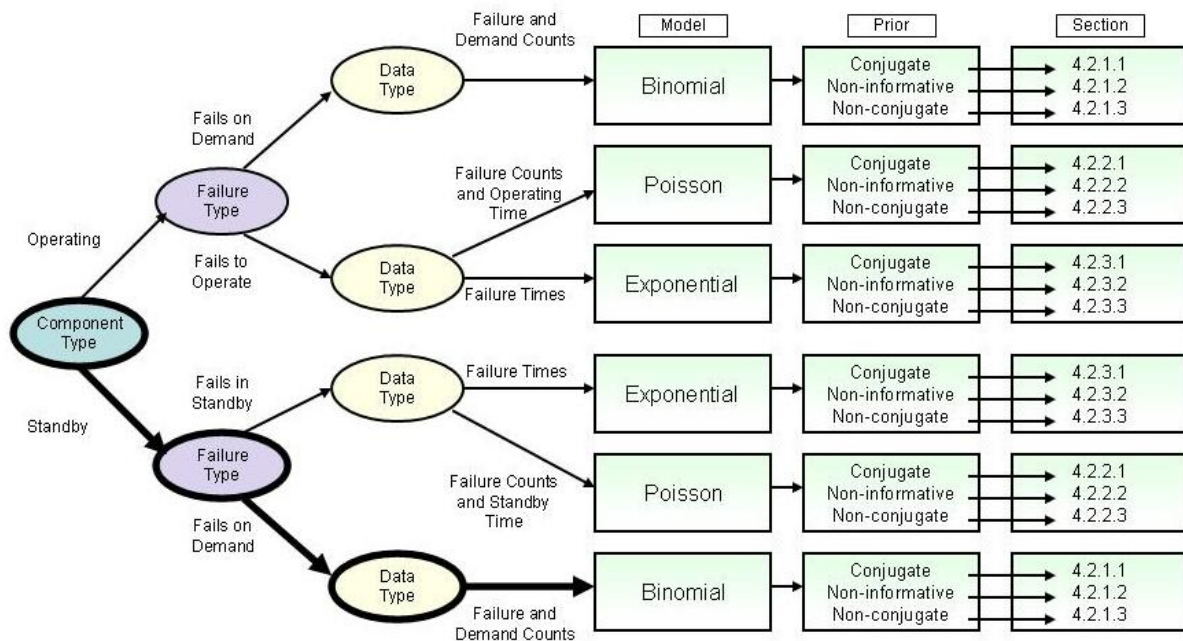 Model
Prior
Section
Failure and
Demand Counts
Data
Type
Binomial
Conjugate
Non-informative
Non-conjugate
4.2.1.1
4.2.1.2
4.2.1.3
Fails on
Demand
Failure
Type
Failure Counts
and Operating
Time
Poisson
Conjugate
Non-informative
Non-conjugate
4.2.2.1
4.2.2.2
4.2.2.3
Operating
Fails to
Operate
Data
Type
Failure Times
Exponential
Conjugate
Non-informative
Non-conjugate
4.2.3.1
4.2.3.2
4.2.3.3
Component
Type
Standby
Fails in
Standby
Data
Type
Failure Times
Exponential
Conjugate
Non-informative
Non-conjugate
4.2.3.1
4.2.3.2
4.2.3.3
Failure
Type
Failure Counts
and Standby
Time
Poisson
Conjugate
Non-informative
Non-conjugate
4.2.2.1
4.2.2.2
4.2.2.3
Fails on
Demand
Data
Type
Failure and
Demand Counts
Binomial
Conjugate
Non-informative
Non-conjugate
4.2.1.1
4.2.1.2
4.2.1.3